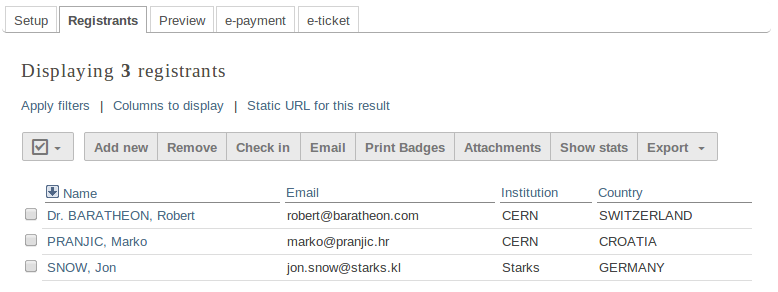 Setup Registrants Preview e-payment e-ticket
Displaying 3 registrants
Apply filters | Columns to display | Static URL for this result
Add new Remove Check in Email Print Badges Attachments Show stats Export
Name Email Institution Country
Dr. BARATHEON, Robert robert@baratheon.com CERN SWITZERLAND
PRANJIC, Marko marko@pranjic.hr CERN CROATIA
SNOW, Jon jon.snow@starks.kl Starks GERMANY